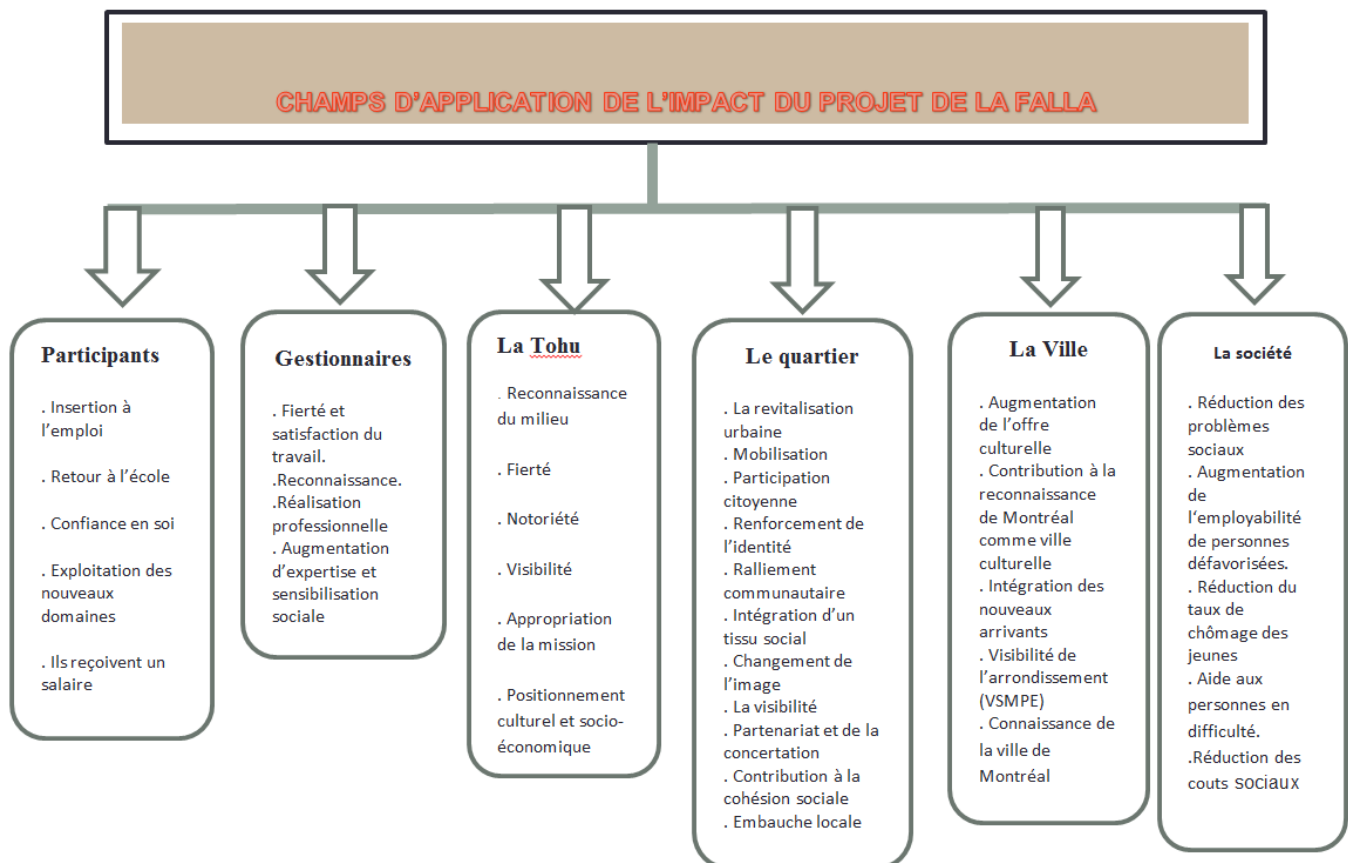 CHAMPS D'APPLICATION DE L'IMPACT DU PROJET DE LA FALLA
Participants
. Insertion à
l'emploi
. Retour à l'école
. Confiance en soi
. Exploitation des
nouveaux
domaines
. Ils reçoivent un
salaire
Gestionnaires
. Fierté et
satisfaction du
travail.
.Reconnaissance.
.Réalisation
professionnelle
. Augmentation
d'expertise et
sensibilisation
sociale
La Tohu
. Reconnaissance
du milieu
. Fierté
. Notoriété
. Visibilité
. Appropriation
de la mission
. Positionnement
culturel et socio-
économique
Le quartier
. La revitalisation
urbaine
. Mobilisation
. Participation
citoyenne
. Renforcement de
l'identité
. Ralliement
communautaire
. Intégration d'un
tissu social
. Changement de
l'image
. La visibilité
. Partenariat et de la
concertation
. Contribution à la
cohésion sociale
. Embauche locale
La Ville
. Augmentation
de l'offre
culturelle
. Contribution à la
reconnaissance
de Montréal
comme ville
culturelle
. Intégration des
nouveaux
arrivants
. Visibilité de
l'arrondissement
(VSMPE)
. Connaissance de
la ville de
Montréal
La société
. Réduction des
problèmes
sociaux
. Augmentation
de
l'employabilité
de personnes
défavorisées.
. Réduction du
taux de
chômage des
jeunes
. Aide aux
personnes en
difficulté.
.Réduction des
couts sociaux